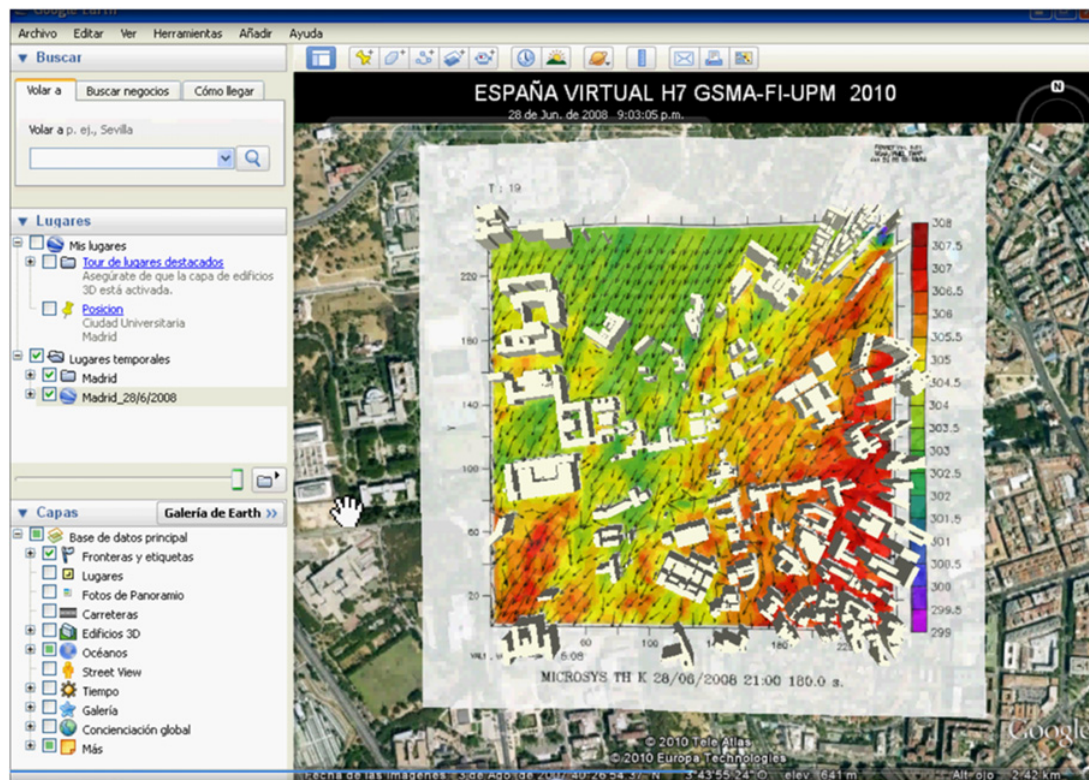 Google Earth
Archivo Editar Ver Herramientas Añadir Ayuda
Buscar
Volar a Buscar negocios Cómo llegar
Volar a p. ej., Sevilla
Lugares
Mis lugares
Tour de lugares destacados
Asegúrate de que la capa de edificios
3D está activada.
Posicion
Ciudad Universitaria
Madrid
Lugares temporales
Madrid
Madrid_28/6/2008
Capas Galería de Earth >>
Base de datos principal
Fronteras y etiquetas
Lugares
Fotos de Panoramio
Carreteras
Edificios 3D
Océanos
Street View
Tiempo
Galería
Concienciación global
Más
ESPAÑA VIRTUAL H7 GSMA-FI-UPM 2010
28 de Jun. de 2008 9:03:05 p.m.
N
T : 19
308
307.5
307
306.5
306
305.5
305
304.5
304
303.5
303
302.5
302
301.5
301
300.5
300
299.5
299
220
180
140
100
60
20
Y
60 100 180
MICROSYS TH K 28/06/2008 21:00 180.0 s.
© 2010 Tele Atlas
© 2010 Europa Technologies
Google